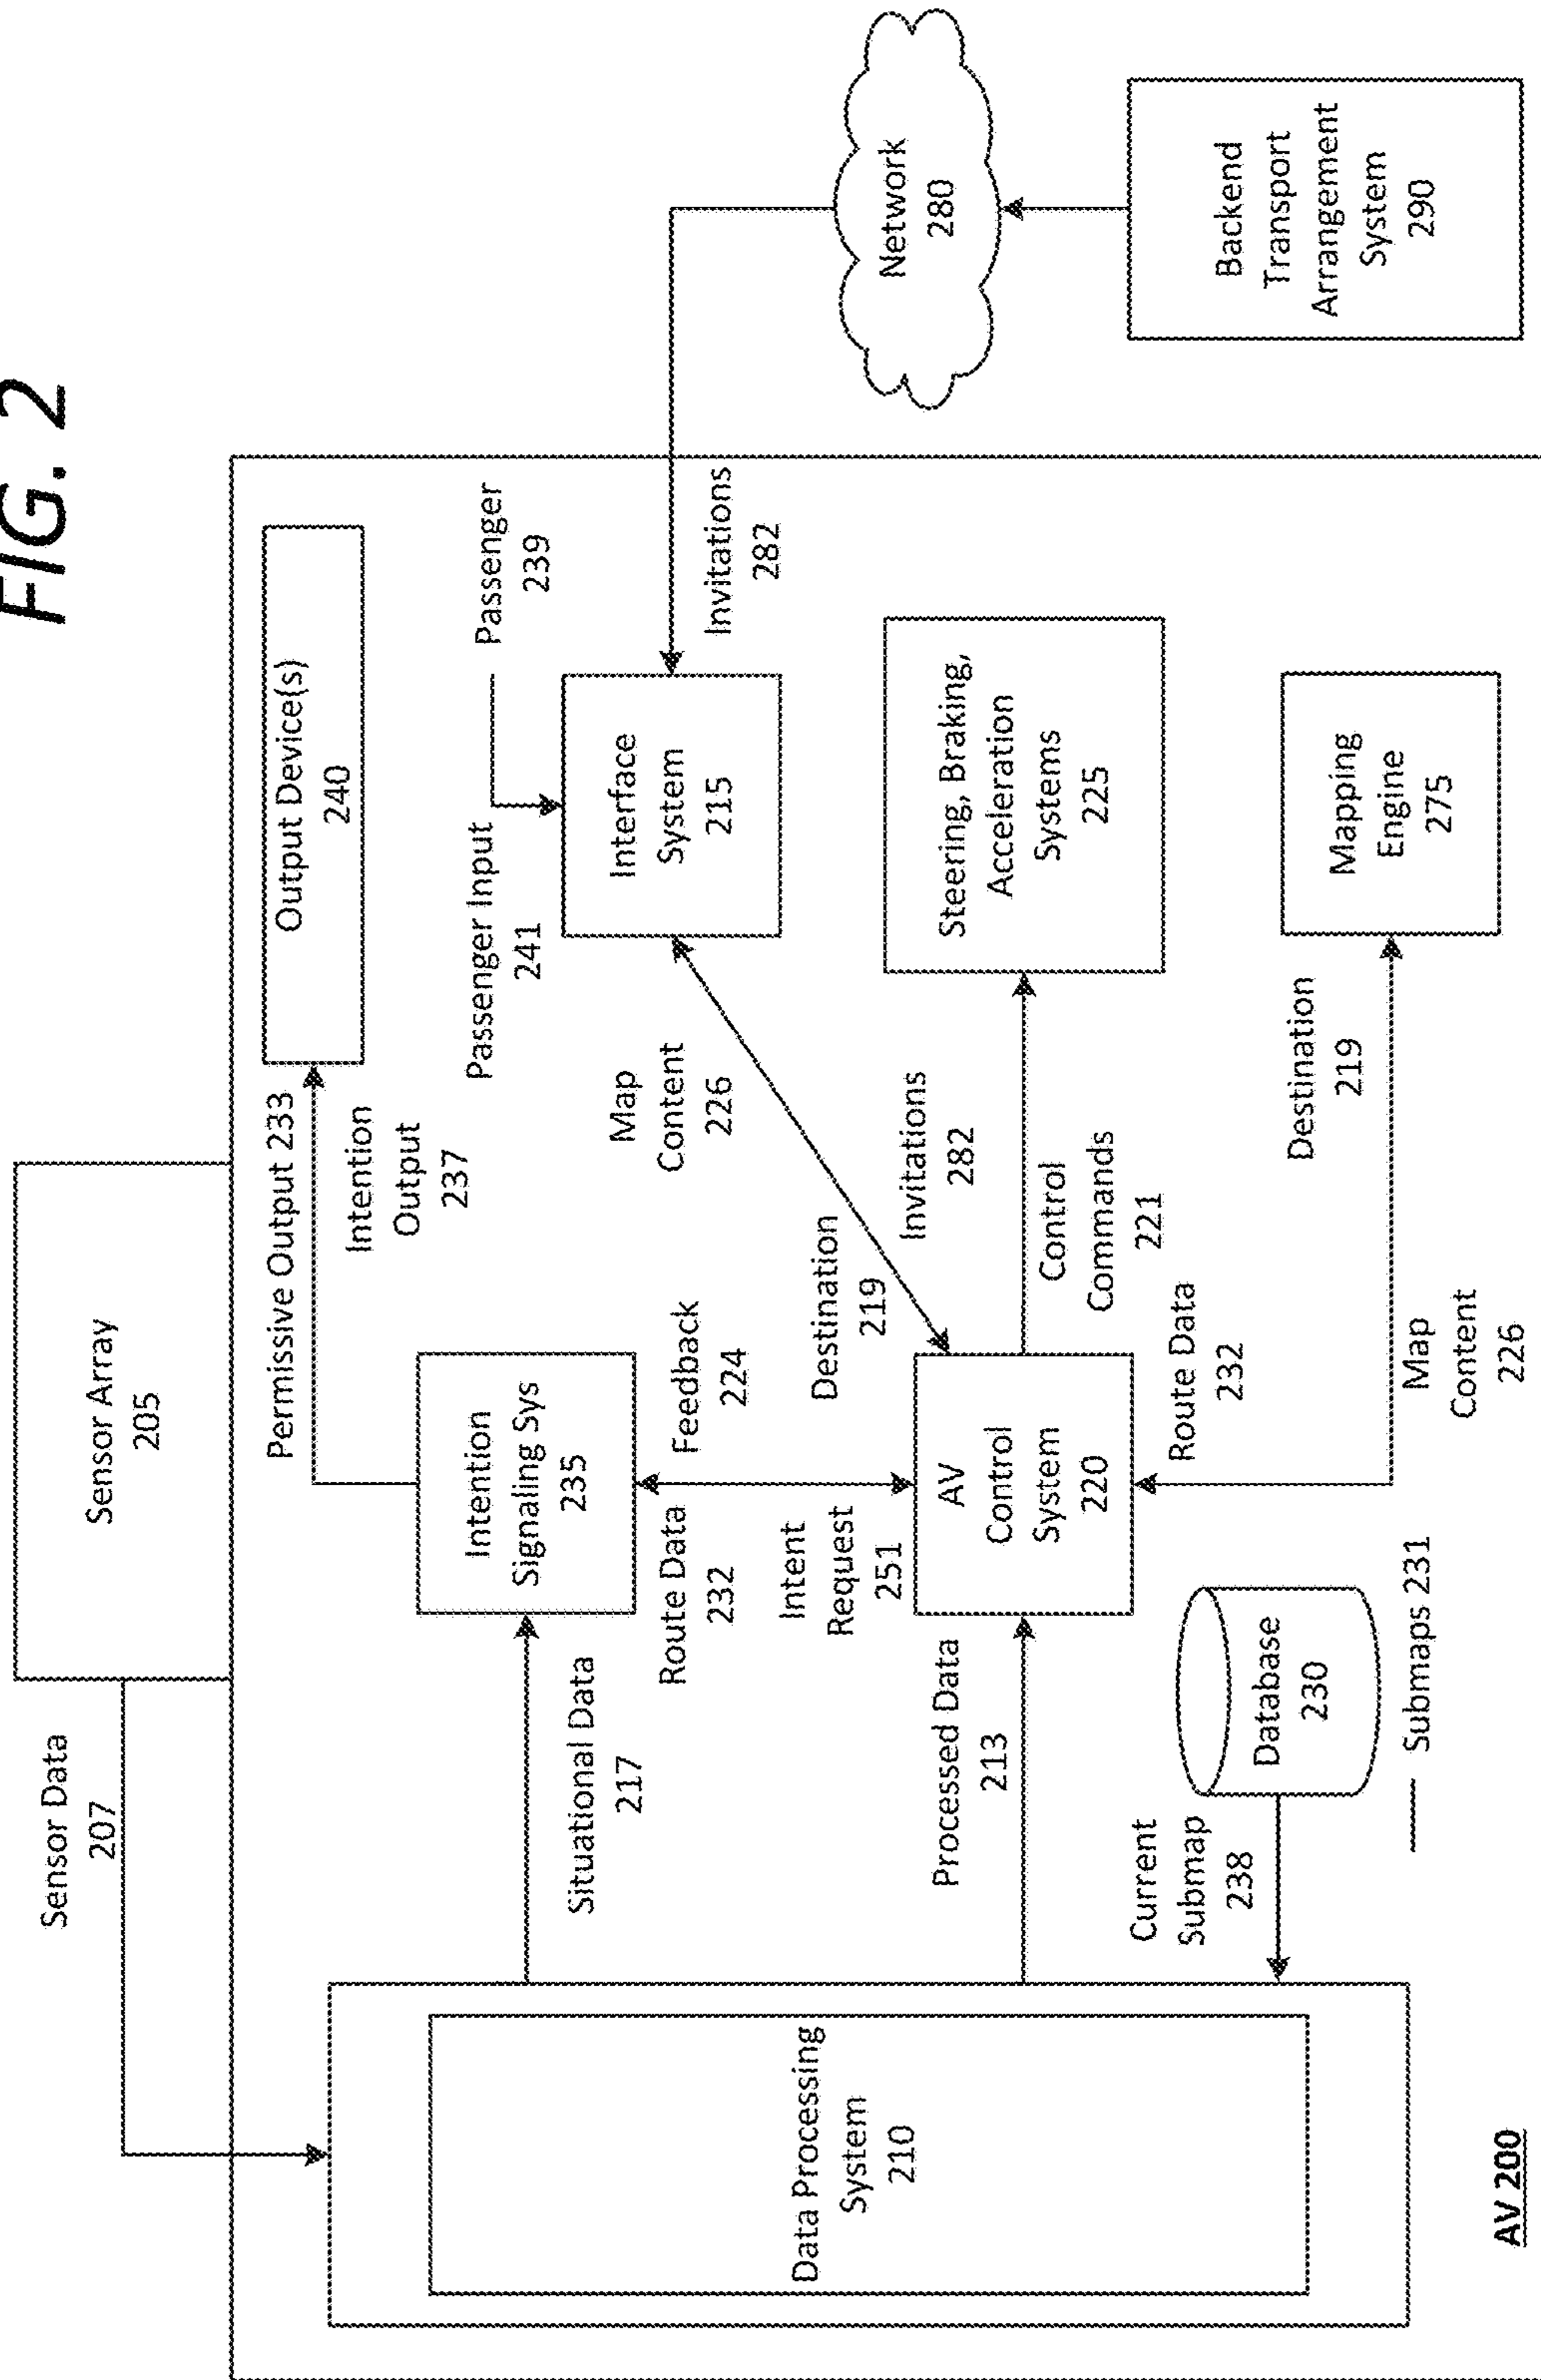 FIG. 2
Sensor Array
205
Sensor Data
207
Data Processing
System
210
Situational Data
217
Processed Data
213
Current
Submap
238
Database
230
Submaps 231
Intention
Signaling Sys
235
Permissive Output 233
Intention
Output
237
Output Device(s)
240
Route Data
232
Feedback
224
Intent
Request
251
AV
Control
System
220
Passenger
239
Passenger Input
241
Interface
System
215
Map
Content
226
Destination
219
Invitations
282
Invitations
282
Control
Commands
221
Steering, Braking,
Acceleration
Systems
225
Route Data
232
Destination
219
Map
Content
226
Mapping
Engine
275
Network
280
Backend
Transport
Arrangement
System
290
AV 200